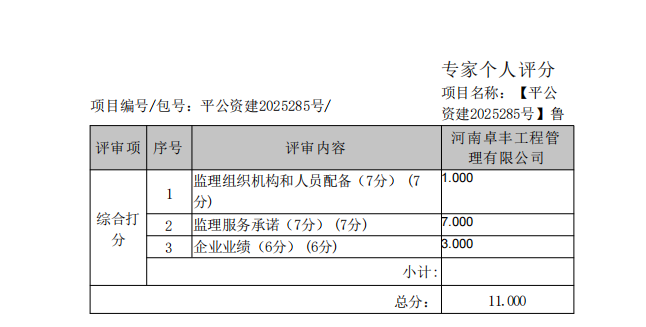 专家个人评分
项目编号/包号：平公资建2025285号/
项目名称：【平公
资建2025285号】鲁
评审项 序号 评审内容 河南卓丰工程管
理有限公司
综合打
分
1 监理组织机构和人员配备（7分）(7
分) 1.000
2 监理服务承诺（7分）(7分) 7.000
3 企业业绩（6分）(6分) 3.000
小计:
总分： 11.000